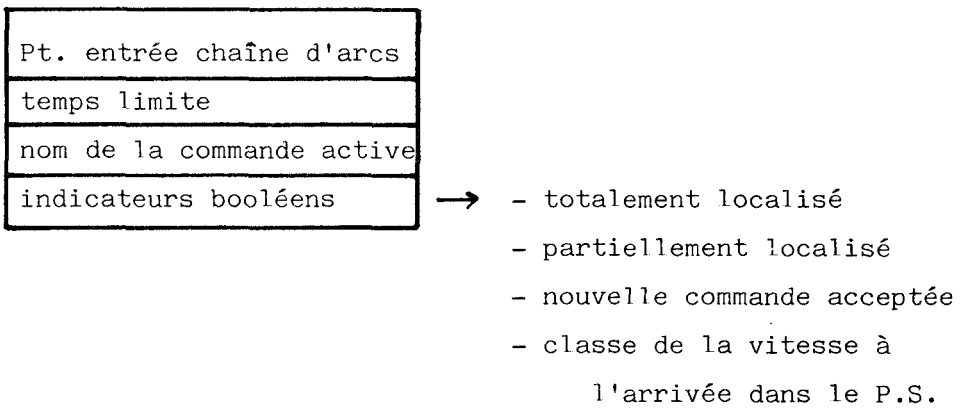 Pt. entrée chaîne d'arcs
temps limite
nom de la commande active
indicateurs booléens → - totalement localisé
- partiellement localisé
- nouvelle commande acceptée
- classe de la vitesse à
l'arrivée dans le P.S.